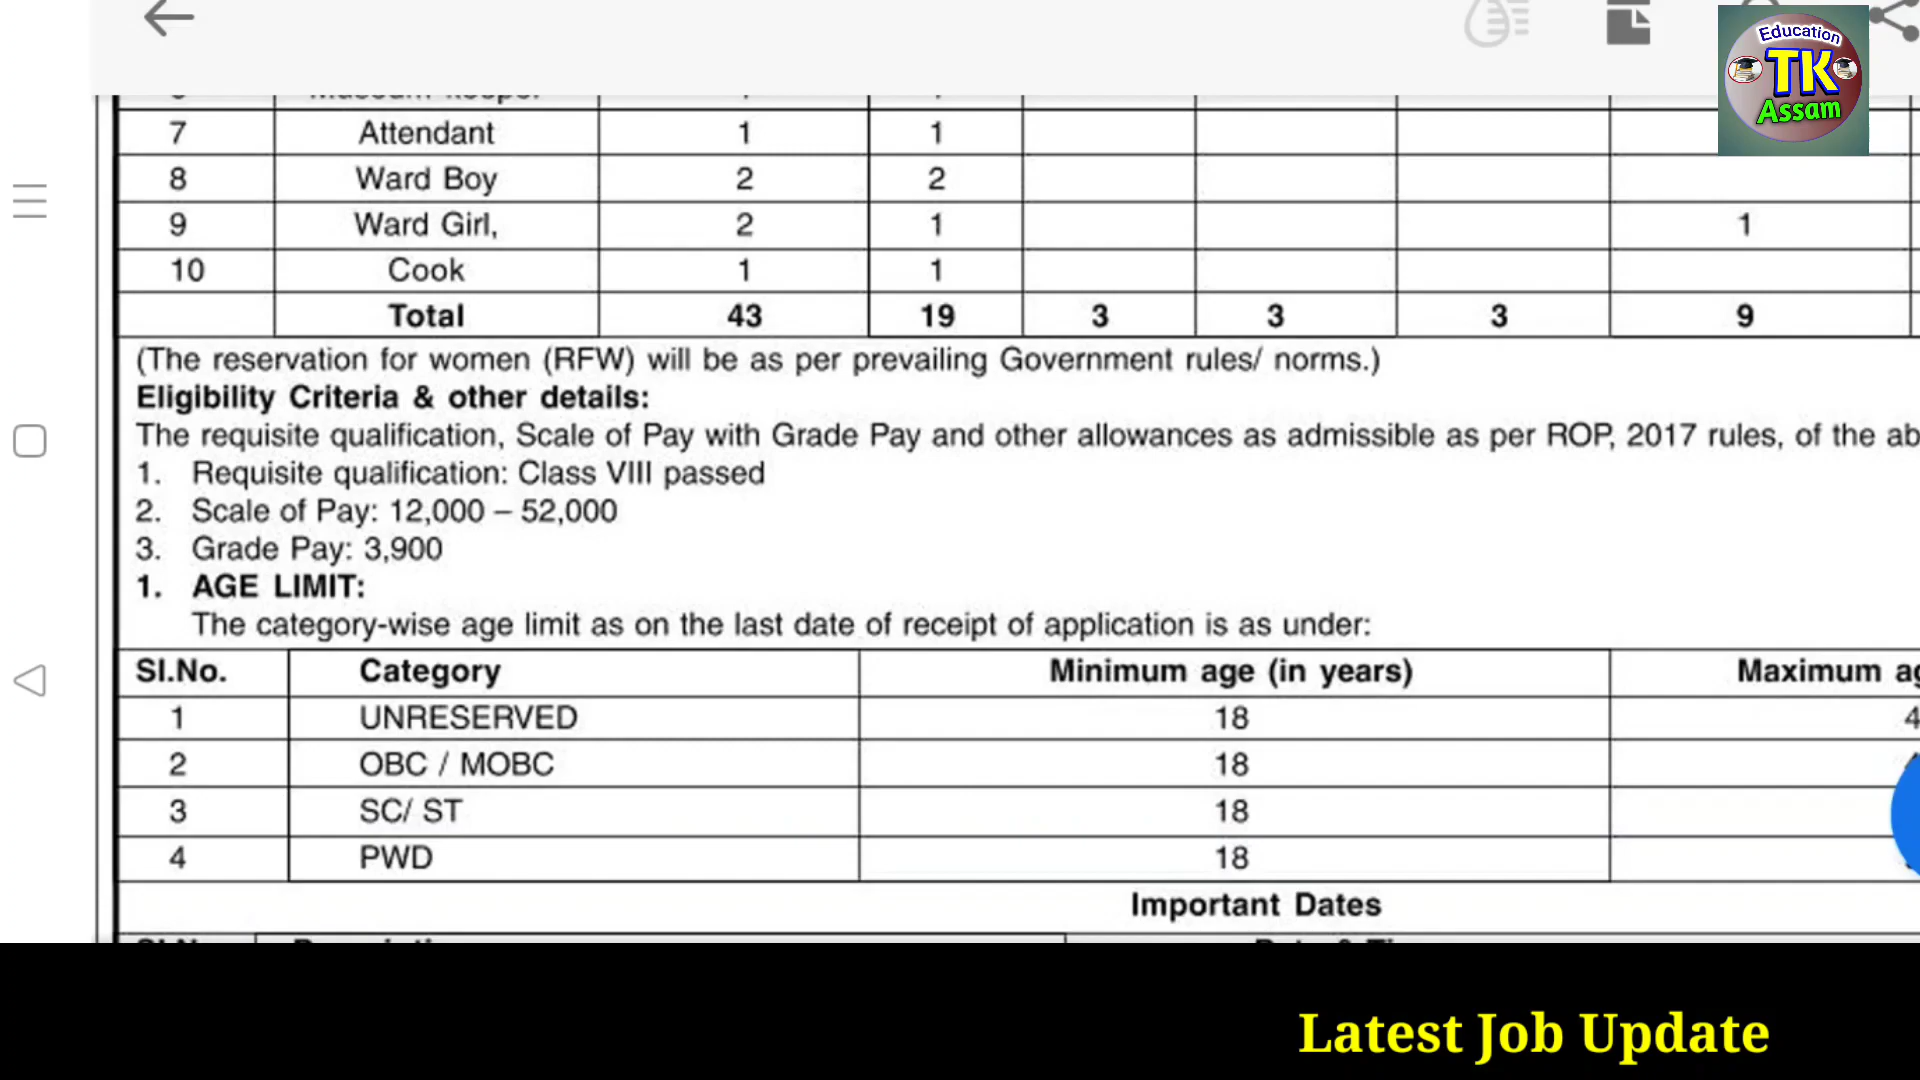 Education
TK
Assam
7 Attendant 1 1
8 Ward Boy 2 2
9 Ward Girl, 2 1 1
10 Cook 1 1
Total 43 19 3 3 3 9
(The reservation for women (RFW) will be as per prevailing Government rules/ norms.)
Eligibility Criteria & other details:
The requisite qualification, Scale of Pay with Grade Pay and other allowances as admissible as per ROP, 2017 rules, of the ab
1. Requisite qualification: Class VIII passed
2. Scale of Pay: 12,000 – 52,000
3. Grade Pay: 3,900
1. AGE LIMIT:
The category-wise age limit as on the last date of receipt of application is as under:
Sl.No. Category Minimum age (in years) Maximum ag
1 UNRESERVED 18 4
2 OBC / MOBC 18
3 SC/ ST 18
4 PWD 18
Important Dates
Latest Job Update